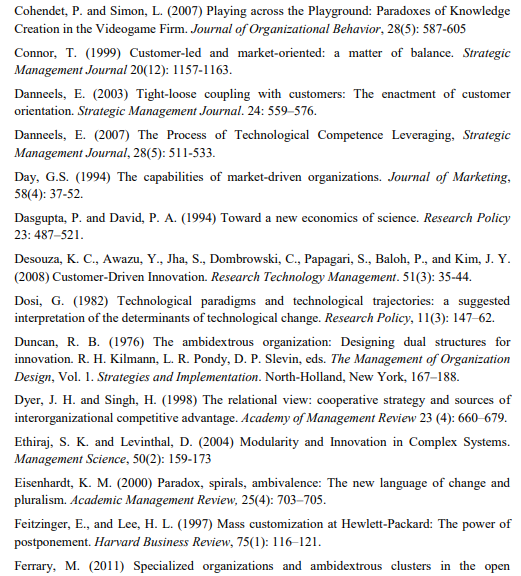 Cohendet, P. and Simon, L. (2007) Playing across the Playground: Paradoxes of Knowledge
Creation in the Videogame Firm. Journal of Organizational Behavior, 28(5): 587-605
Connor, T. (1999) Customer-led and market-oriented: a matter of balance. Strategic
Management Journal 20(12): 1157-1163.
Danneels, E. (2003) Tight-loose coupling with customers: The enactment of customer
orientation. Strategic Management Journal. 24: 559–576.
Danneels, E. (2007) The Process of Technological Competence Leveraging, Strategic
Management Journal, 28(5): 511-533.
Day, G.S. (1994) The capabilities of market-driven organizations. Journal of Marketing,
58(4): 37-52.
Dasgupta, P. and David, P. A. (1994) Toward a new economics of science. Research Policy
23: 487–521.
Desouza, K. C., Awazu, Y., Jha, S., Dombrowski, C., Papagari, S., Baloh, P., and Kim, J. Y.
(2008) Customer-Driven Innovation. Research Technology Management. 51(3): 35-44.
Dosi, G. (1982) Technological paradigms and technological trajectories: a suggested
interpretation of the determinants of technological change. Research Policy, 11(3): 147–62.
Duncan, R. B. (1976) The ambidextrous organization: Designing dual structures for
innovation. R. H. Kilmann, L. R. Pondy, D. P. Slevin, eds. The Management of Organization
Design, Vol. 1. Strategies and Implementation. North-Holland, New York, 167–188.
Dyer, J. H. and Singh, H. (1998) The relational view: cooperative strategy and sources of
interorganizational competitive advantage. Academy of Management Review 23 (4): 660–679.
Ethiraj, S. K. and Levinthal, D. (2004) Modularity and Innovation in Complex Systems.
Management Science, 50(2): 159-173
Eisenhardt, K. M. (2000) Paradox, spirals, ambivalence: The new language of change and
pluralism. Academic Management Review, 25(4): 703–705.
Feitzinger, E., and Lee, H. L. (1997) Mass customization at Hewlett-Packard: The power of
postponement. Harvard Business Review, 75(1): 116–121.
Ferrary, M. (2011) Specialized organizations and ambidextrous clusters in the open